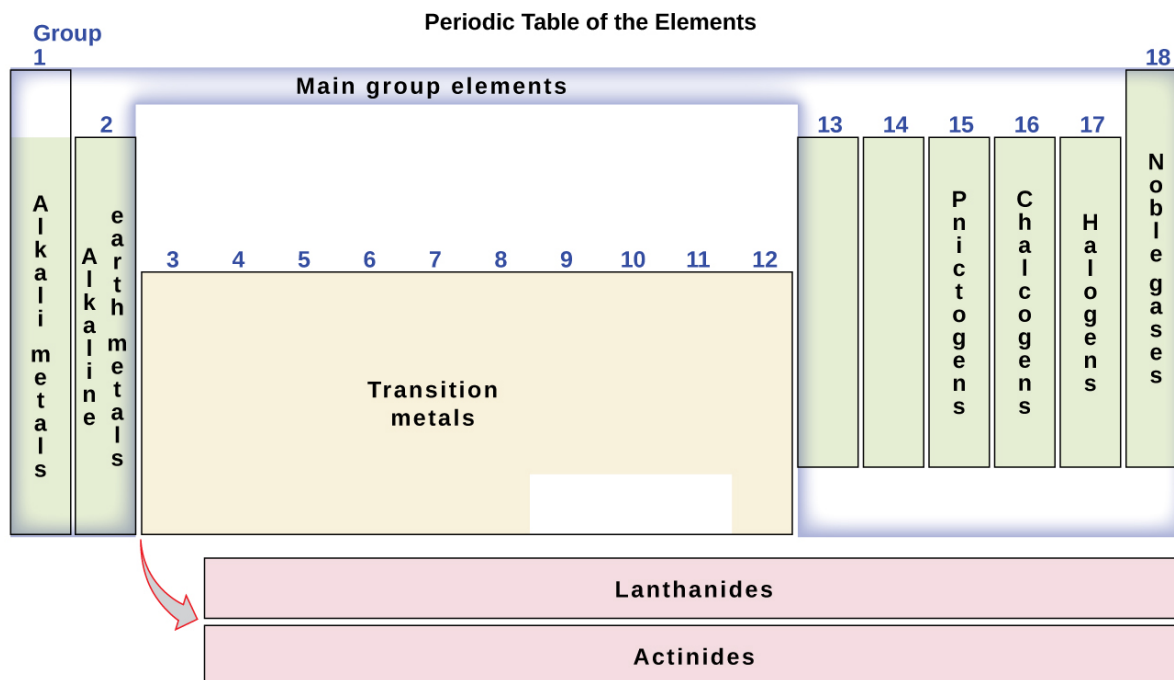 Periodic Table of the Elements
Group
1
18
Main group elements
2
13 14 15 16 17
3 4 5 6 7 8 9 10 11 12
Alkali metals
Alkaline
earth metals
Transition
metals
Pnictogens
Chalcogens
Halogens
Noble gases
Lanthanides
Actinides